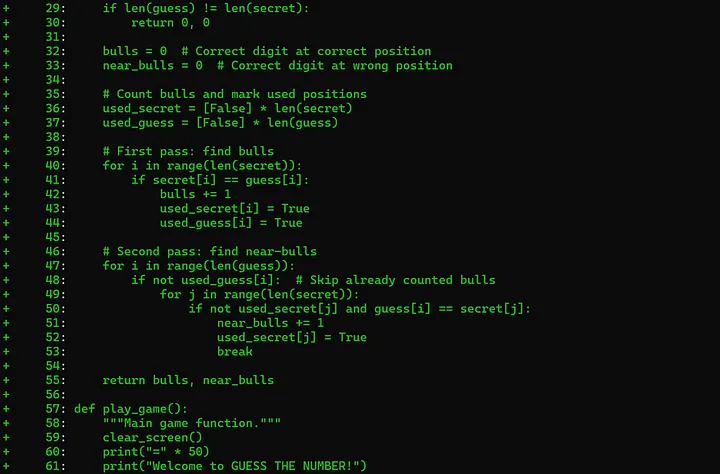 +     29:     if len(guess) != len(secret):
+     30:         return 0, 0
+     31:
+     32:     bulls = 0  # Correct digit at correct position
+     33:     near_bulls = 0  # Correct digit at wrong position
+     34:
+     35:     # Count bulls and mark used positions
+     36:     used_secret = [False] * len(secret)
+     37:     used_guess = [False] * len(guess)
+     38:
+     39:     # First pass: find bulls
+     40:     for i in range(len(secret)):
+     41:         if secret[i] == guess[i]:
+     42:             bulls += 1
+     43:             used_secret[i] = True
+     44:             used_guess[i] = True
+     45:
+     46:     # Second pass: find near-bulls
+     47:     for i in range(len(guess)):
+     48:         if not used_guess[i]:  # Skip already counted bulls
+     49:             for j in range(len(secret)):
+     50:                 if not used_secret[j] and guess[i] == secret[j]:
+     51:                     near_bulls += 1
+     52:                     used_secret[j] = True
+     53:                     break
+     54:
+     55:     return bulls, near_bulls
+     56:
+     57: def play_game():
+     58:     """Main game function."""
+     59:     clear_screen()
+     60:     print("=" * 50)
+     61:     print("Welcome to GUESS THE NUMBER!")